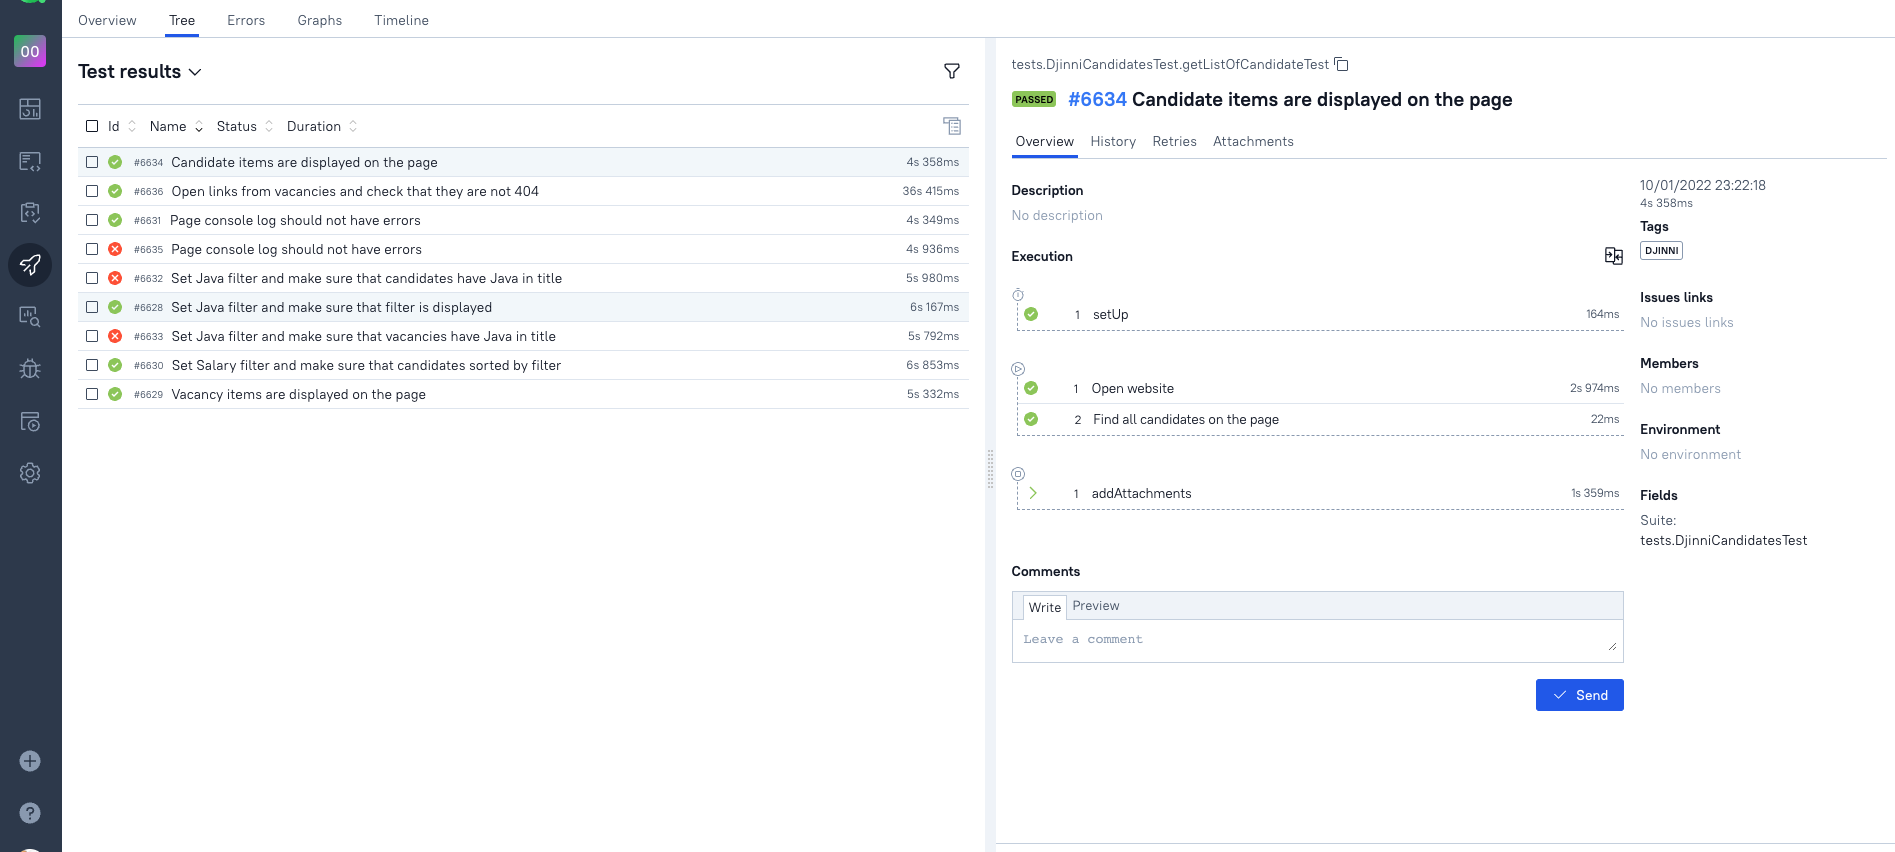 Overview Tree Errors Graphs Timeline
00
Test results
Id Name Status Duration
#6634 Candidate items are displayed on the page 4s 358ms
#6636 Open links from vacancies and check that they are not 404 36s 415ms
#6631 Page console log should not have errors 4s 349ms
#6635 Page console log should not have errors 4s 936ms
#6632 Set Java filter and make sure that candidates have Java in title 5s 980ms
#6628 Set Java filter and make sure that filter is displayed 6s 167ms
#6633 Set Java filter and make sure that vacancies have Java in title 5s 792ms
#6630 Set Salary filter and make sure that candidates sorted by filter 6s 853ms
#6629 Vacancy items are displayed on the page 5s 332ms
tests.DjinniCandidatesTest.getListOfCandidateTest
PASSED #6634 Candidate items are displayed on the page
Overview History Retries Attachments
Description
No description
Execution
1 setUp 164ms
1 Open website 2s 974ms
2 Find all candidates on the page 22ms
1 addAttachments 1s 359ms
Comments
Write Preview
Leave a comment
Send
10/01/2022 23:22:18
4s 358ms
Tags
DJINNI
Issues links
No issues links
Members
No members
Environment
No environment
Fields
Suite:
tests.DjinniCandidatesTest